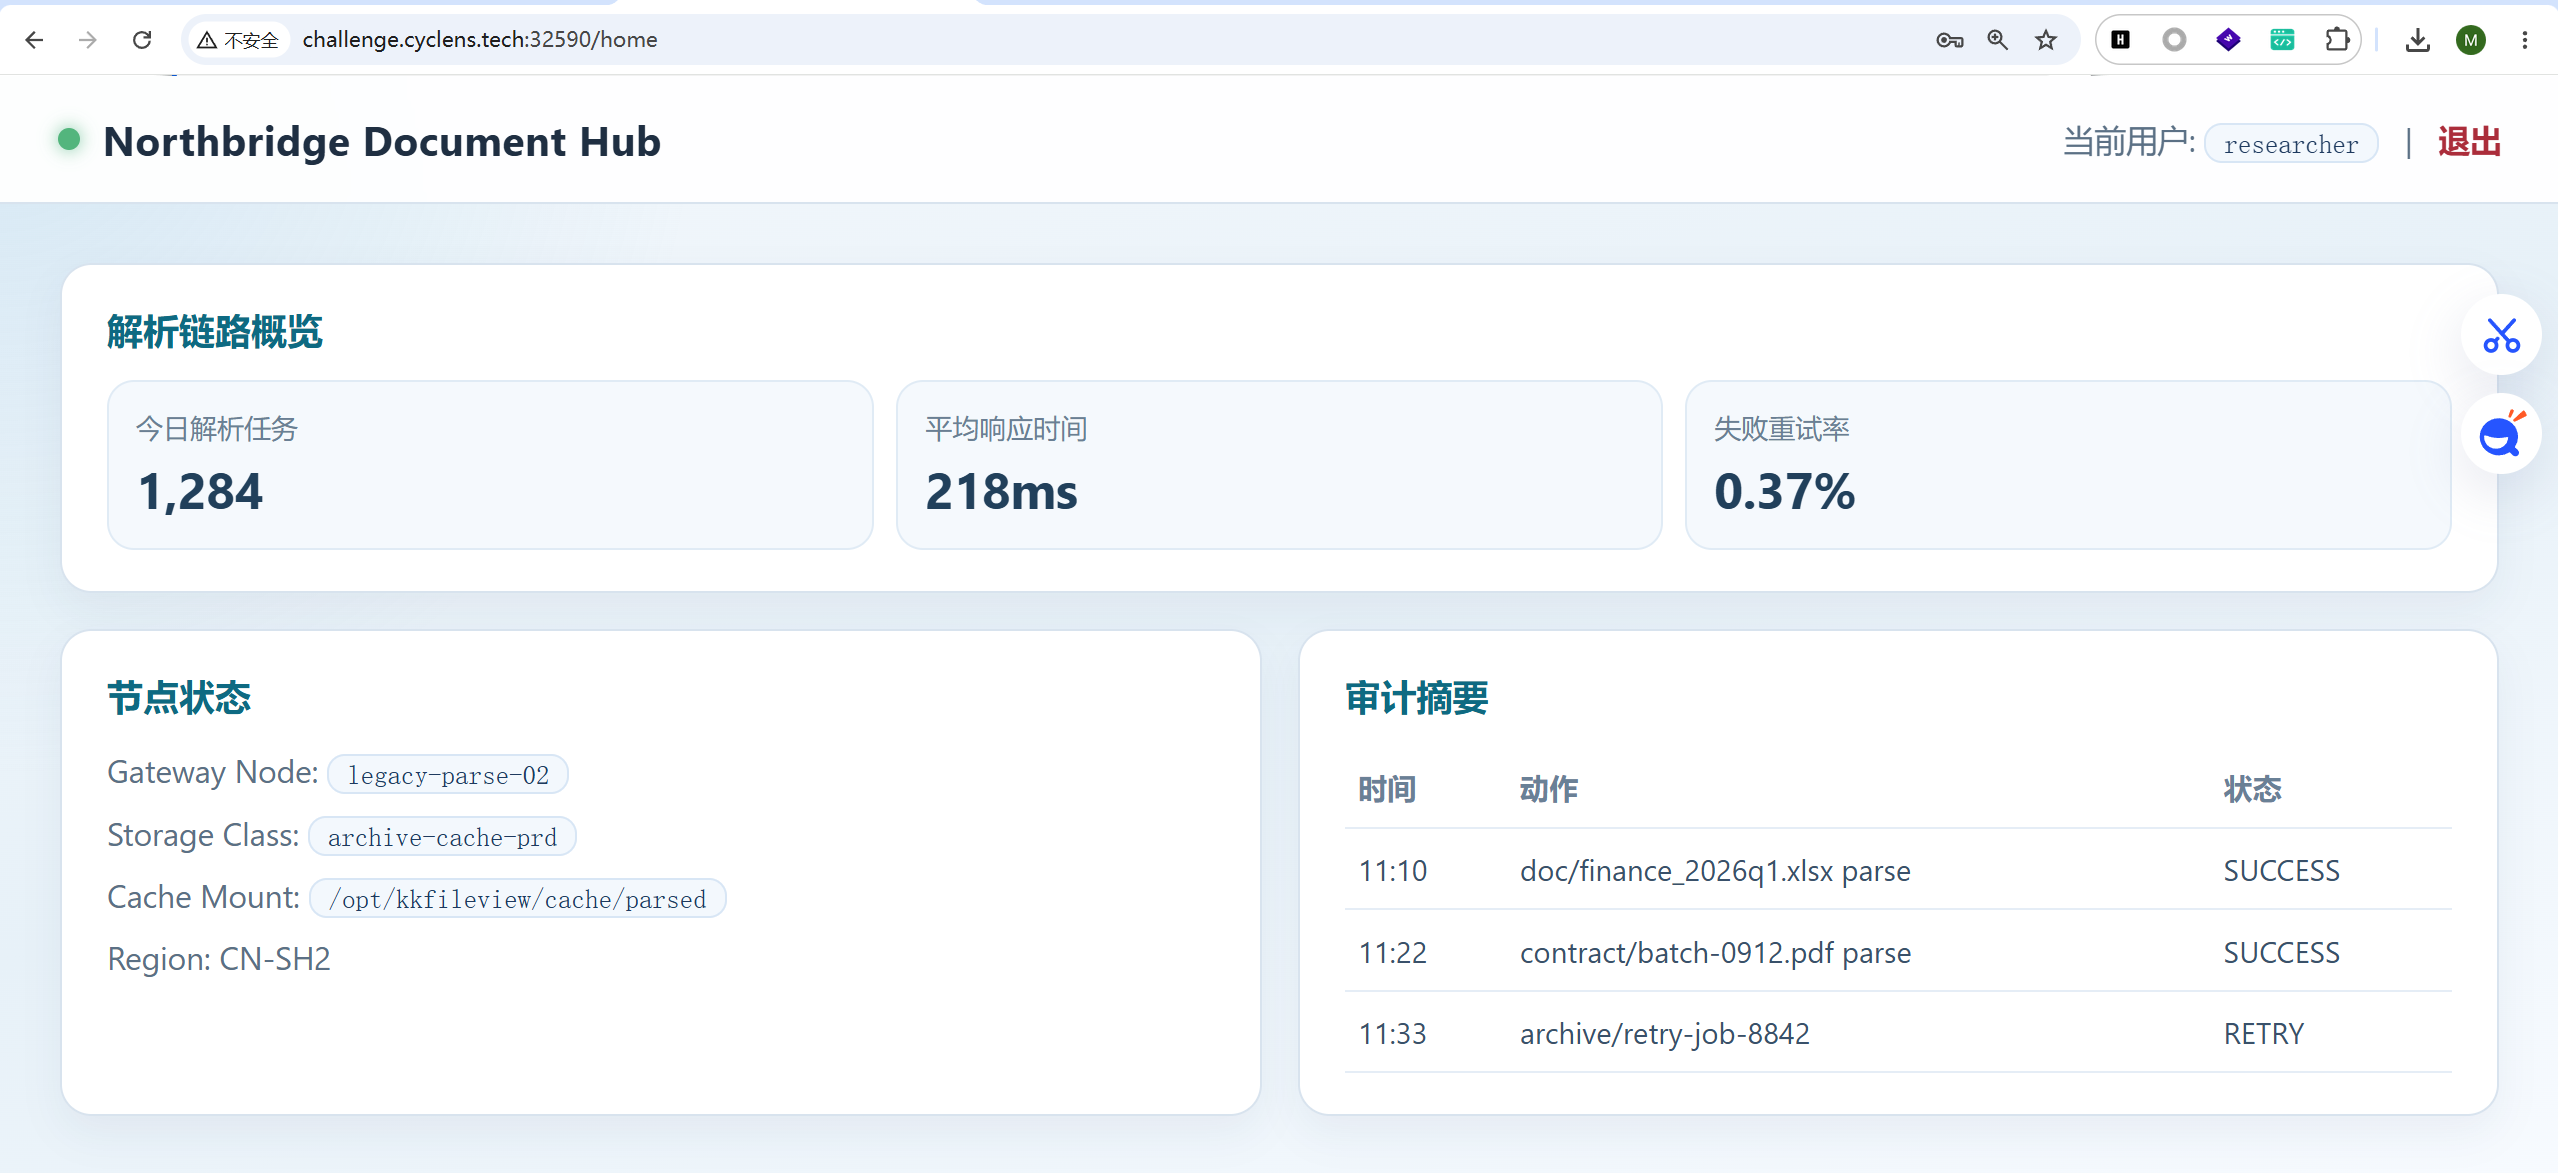 不安全 challenge.cyclens.tech:32590/home
M
Northbridge Document Hub
当前用户: researcher | 退出
解析链路概览
今日解析任务
1,284
平均响应时间
218ms
失败重试率
0.37%
节点状态
Gateway Node: legacy-parse-02
Storage Class: archive-cache-prd
Cache Mount: /opt/kkfileview/cache/parsed
Region: CN-SH2
审计摘要
时间 动作 状态
11:10 doc/finance_2026q1.xlsx parse SUCCESS
11:22 contract/batch-0912.pdf parse SUCCESS
11:33 archive/retry-job-8842 RETRY